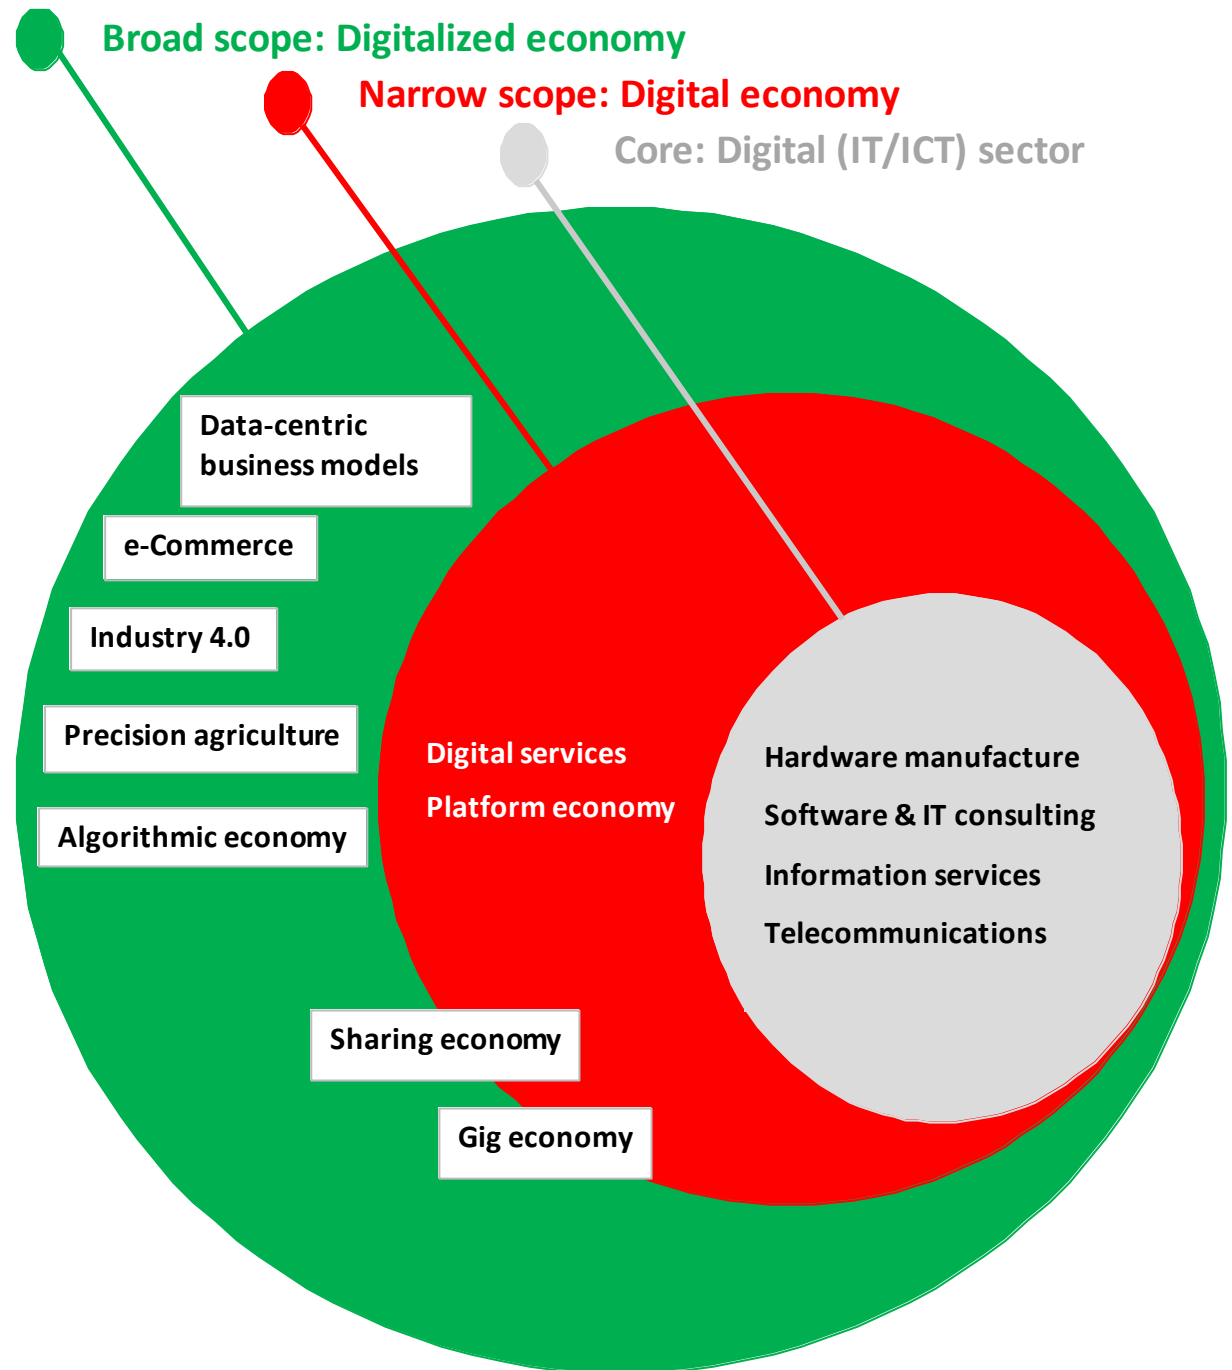 Broad scope: Digitalized economy
Narrow scope: Digital economy
Core: Digital (IT/ICT) sector
Data-centric
business models
e-Commerce
Industry 4.0
Precision agriculture
Algorithmic economy
Digital services
Platform economy
Hardware manufacture
Software & IT consulting
Information services
Telecommunications
Sharing economy
Gig economy